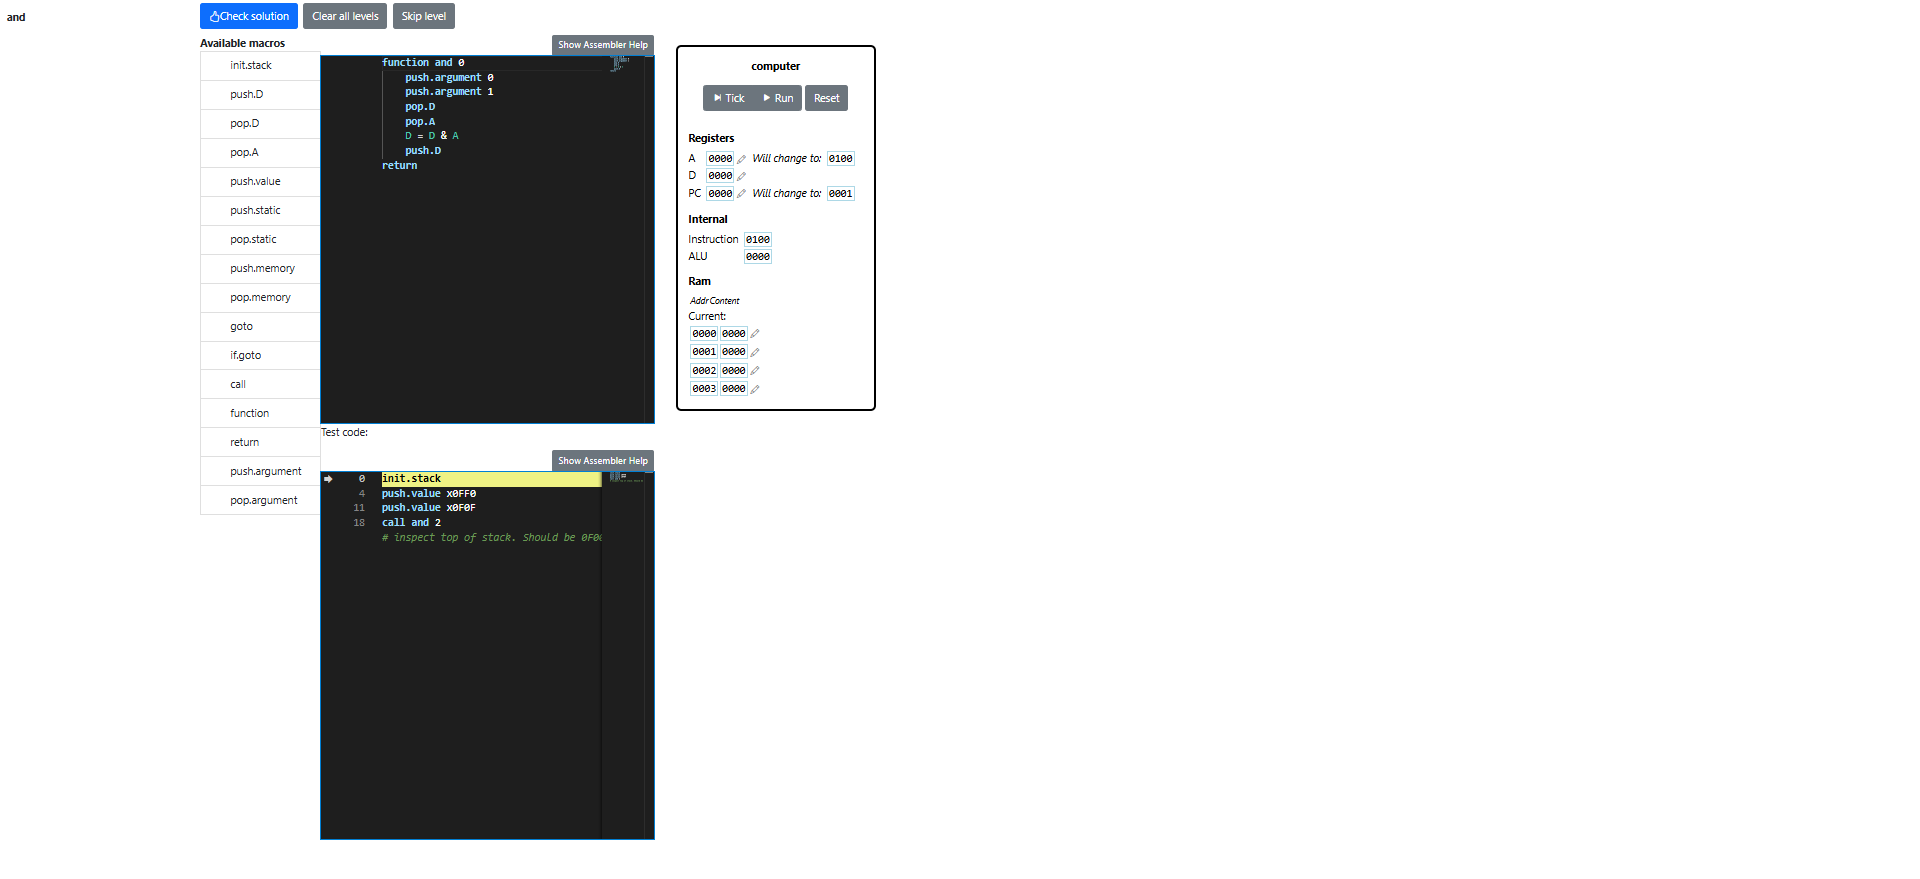 and
Check solution
Clear all levels
Skip level
Available macros
init.stack
push.D
pop.D
pop.A
push.value
push.static
pop.static
push.memory
pop.memory
goto
if.goto
call
function
return
push.argument
pop.argument
Show Assembler Help
function and 0
push.argument 0
push.argument 1
pop.D
pop.A
D = D & A
push.D
return
Test code:
Show Assembler Help
0 init.stack
4 push.value x0FF0
11 push.value x0F0F
18 call and 2
# inspect top of stack. Should be 0F0
computer
Tick
Run
Reset
Registers
A 0000 Will change to: 0100
D 0000
PC 0000 Will change to: 0001
Internal
Instruction 0100
ALU 0000
Ram
Addr Content
Current:
0000 0000
0001 0000
0002 0000
0003 0000